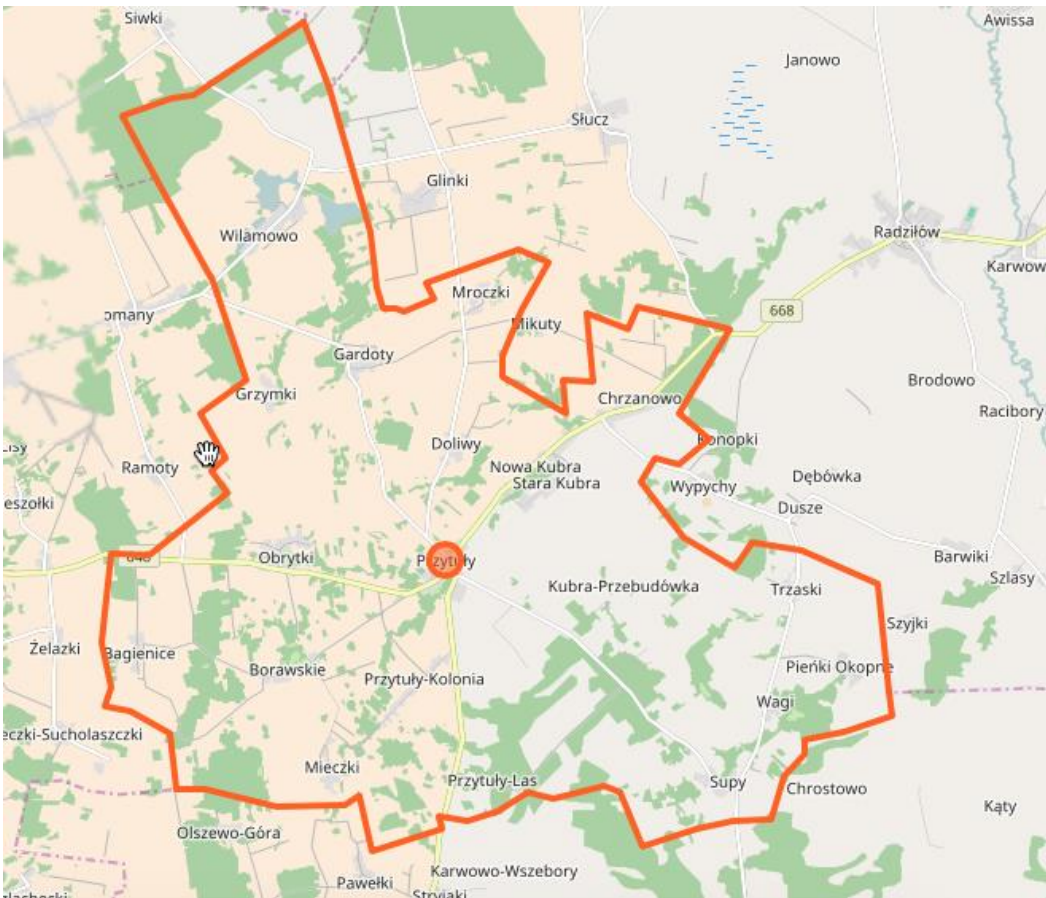 Siwki
Awissa
Janowo
Słucz
Glinki
Radziłów
Wilamowo
Karwow
Mroczki
668
omany
Mikuty
Gardoty
Brodowo
Grzymki
Chrzanowo
Racibory
Doliwy
Konopki
Ramoty
Nowa Kubra
Stara Kubra
Dębówka
Wypychy
eszołki
Dusze
Obrytki
Przytuły
Barwiki
Szlasy
Kubra-Przebudówka
Trzaski
Szyjki
Żelazki
Bagienice
Borawskie
Pieńki Okopne
Przytuły-Kolonia
Wagi
eczki-Sucholaszczki
Mieczki
Przytuły-Las
Supy
Chrostowo
Kąty
Olszewo-Góra
Karwowo-Wszebory
Pawełki